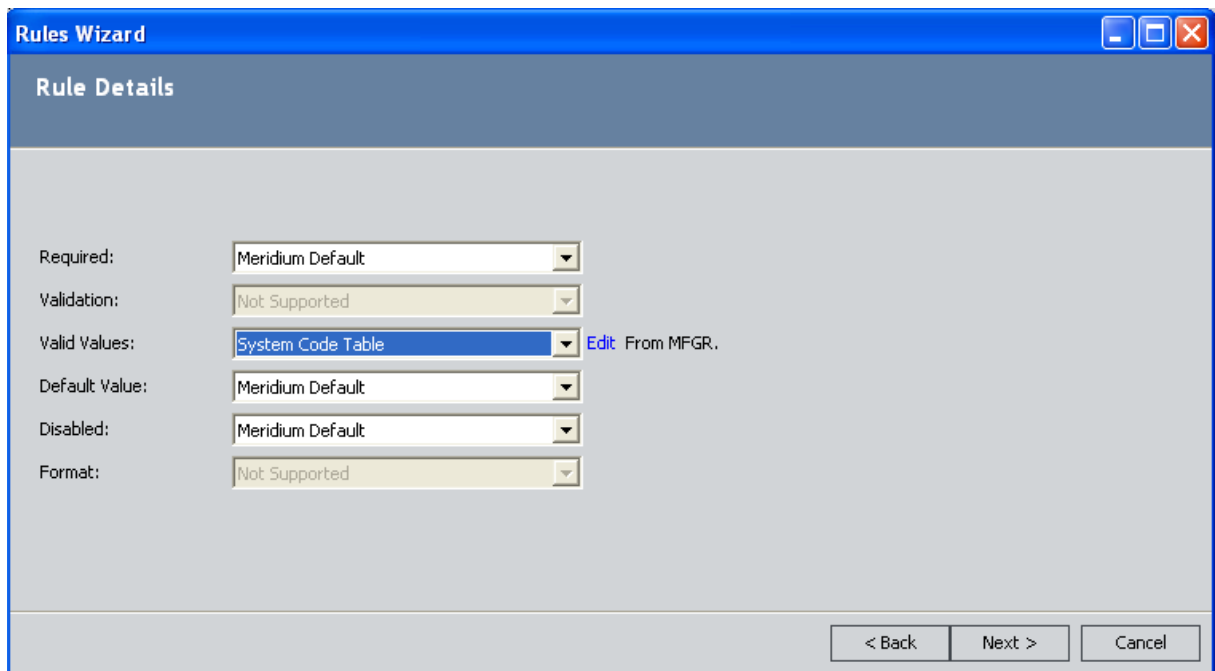 Rules Wizard
Rule Details
Required: Meridium Default
Validation: Not Supported
Valid Values: System Code Table Edit From MFGR.
Default Value: Meridium Default
Disabled: Meridium Default
Format: Not Supported
< Back Next > Cancel